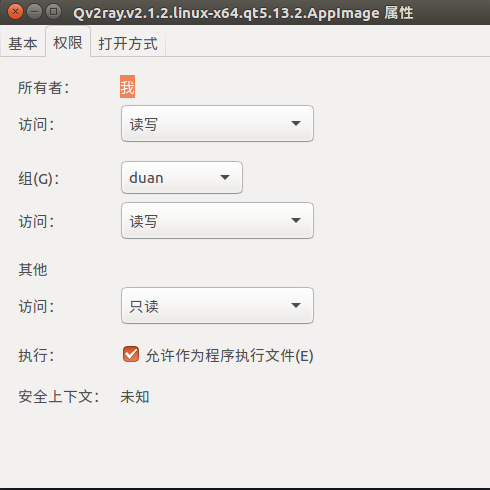 Qv2ray.v2.1.2.linux-x64.qt5.13.2.AppImage 属性
基本 权限 打开方式
所有者： 我
访问： 读写
组(G)： duan
访问： 读写
其他
访问： 只读
执行： 允许作为程序执行文件(E)
安全上下文： 未知